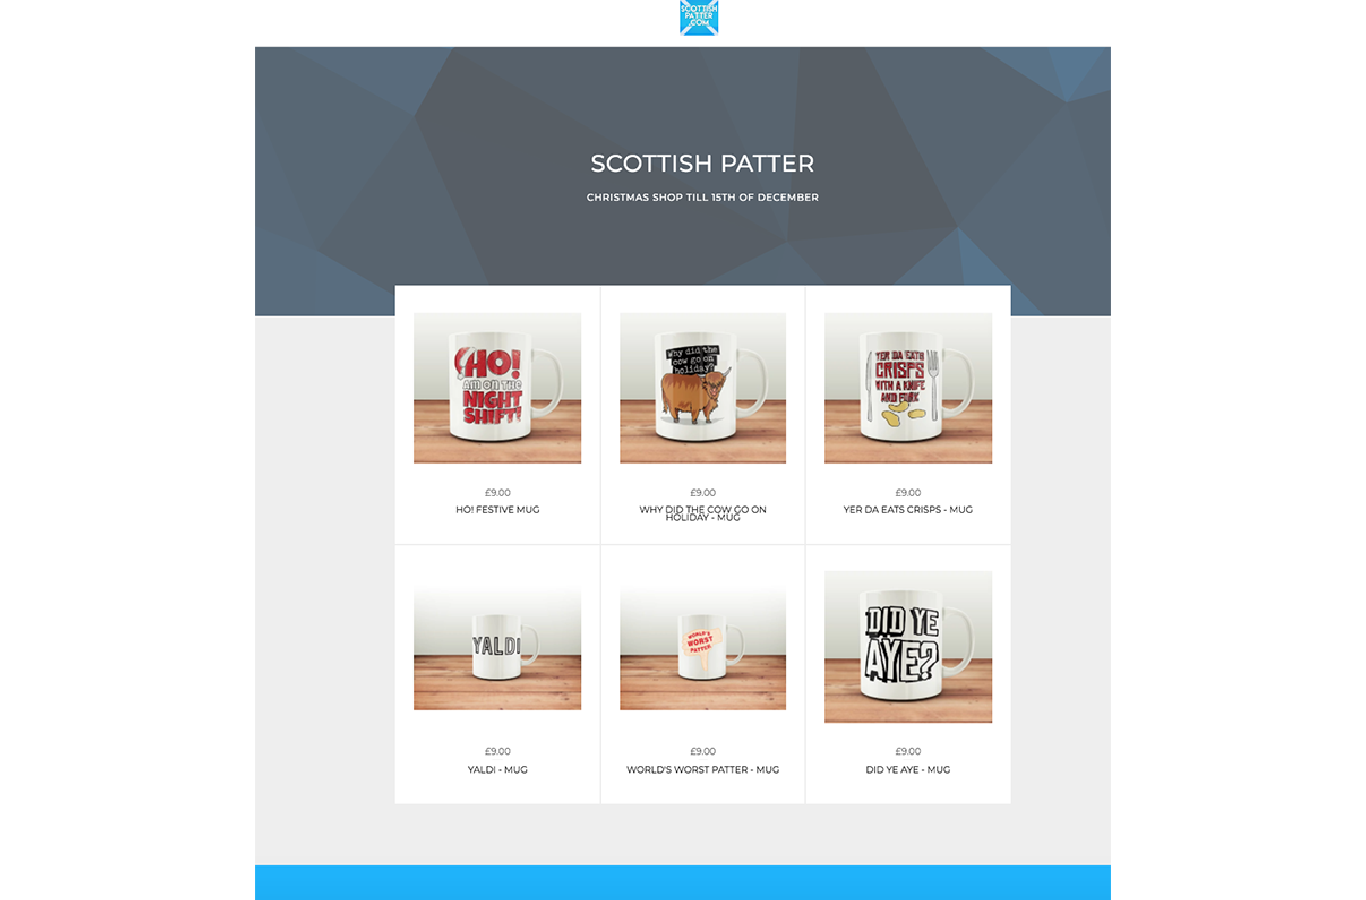 SCOTTISH
PATTER
.COM
SCOTTISH PATTER
CHRISTMAS SHOP TILL 15TH OF DECEMBER
HO!
AM ON THE
NIGHT
SHIFT!
Why did the
cow go on
holiday?
YER DA EATS
CRISPS
WITH A KNIFE
AND FORK
£9.00
£9.00
£9.00
HO! FESTIVE MUG
WHY DID THE COW GO ON
HOLIDAY - MUG
YER DA EATS CRISPS - MUG
YALDI
WORLD'S
WORST
PATTER
DID YE
AYE?
£9.00
£9.00
£9.00
YALDI - MUG
WORLD'S WORST PATTER - MUG
DID YE AYE - MUG